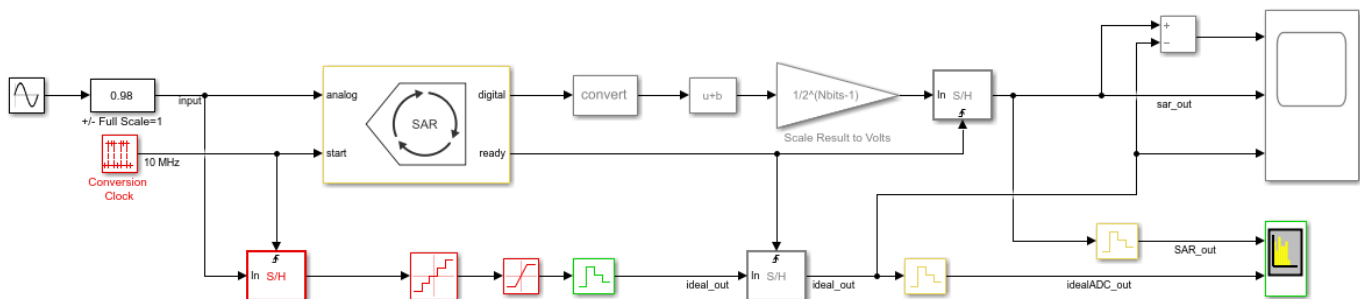 0.98
+/- Full Scale=1
input
Conversion
Clock
10 MHz
analog
start
SAR
digital
ready
convert
u+b
1/2^(Nbits-1)
Scale Result to Volts
In S/H
sar_out
+
−
In S/H
ideal_out
In S/H
ideal_out
idealADC_out
SAR_out